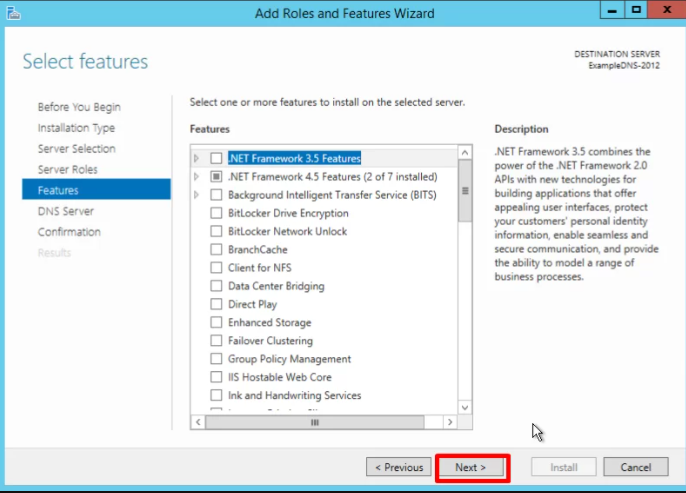 Add Roles and Features Wizard
Select features
DESTINATION SERVER
ExampleDNS-2012
Before You Begin
Installation Type
Server Selection
Server Roles
Features
DNS Server
Confirmation
Results
Select one or more features to install on the selected server.
Features
.NET Framework 3.5 Features
.NET Framework 4.5 Features (2 of 7 installed)
Background Intelligent Transfer Service (BITS)
BitLocker Drive Encryption
BitLocker Network Unlock
BranchCache
Client for NFS
Data Center Bridging
Direct Play
Enhanced Storage
Failover Clustering
Group Policy Management
IIS Hostable Web Core
Ink and Handwriting Services
Description
.NET Framework 3.5 combines the
power of the .NET Framework 2.0
APIs with new technologies for
building applications that offer
appealing user interfaces, protect
your customers' personal identity
information, enable seamless and
secure communication, and provide
the ability to model a range of
business processes.
< Previous
Next >
Install
Cancel